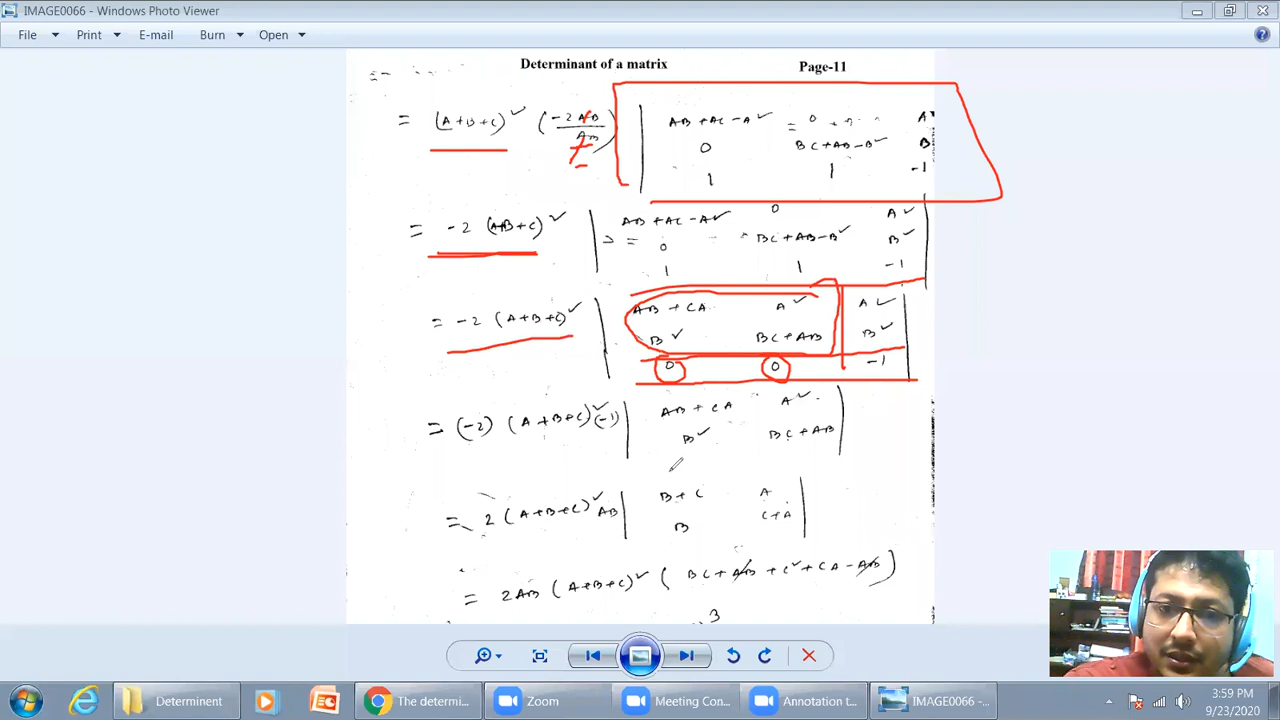 IMAGE0066 - Windows Photo Viewer
File Print E-mail Burn Open
Determinant of a matrix Page-11
= (A+B+C)² (-2AB/AB) | AB+AC-A² A²
0 BC+AB-B² B²
1 1 -1
= -2 (A+B+C)² | AB+AC-A² 0 A²
0 BC+AB-B² B²
1 1 -1 |
= -2 (A+B+C)² | AB+CA A² A²
B² BC+AB B²
0 0 -1 |
= (-2) (A+B+C)² (-1) | AB+CA A²
B² BC+AB |
= 2 (A+B+C)² AB | B+C A
B C+A |
= 2AB (A+B+C)² ( BC + AB + C² + CA - AB )
3
Determinent
The determi...
Zoom
Meeting Con...
Annotation t...
IMAGE0066 -...
3:59 PM
9/23/2020